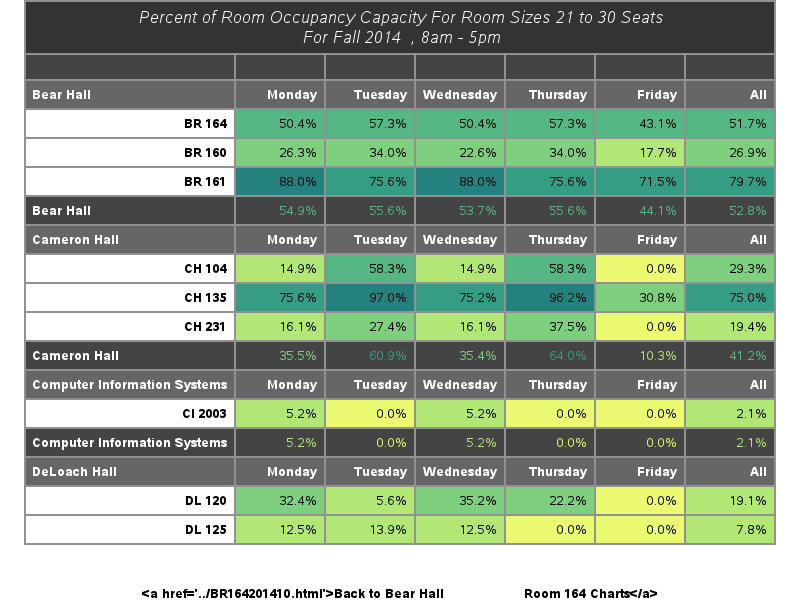 Percent of Room Occupancy Capacity For Room Sizes 21 to 30 Seats
For Fall 2014 , 8am - 5pm
Bear Hall Monday Tuesday Wednesday Thursday Friday All
BR 164 50.4% 57.3% 50.4% 57.3% 43.1% 51.7%
BR 160 26.3% 34.0% 22.6% 34.0% 17.7% 26.9%
BR 161 88.0% 75.6% 88.0% 75.6% 71.5% 79.7%
Bear Hall 54.9% 55.6% 53.7% 55.6% 44.1% 52.8%
Cameron Hall Monday Tuesday Wednesday Thursday Friday All
CH 104 14.9% 58.3% 14.9% 58.3% 0.0% 29.3%
CH 135 75.6% 97.0% 75.2% 96.2% 30.8% 75.0%
CH 231 16.1% 27.4% 16.1% 37.5% 0.0% 19.4%
Cameron Hall 35.5% 60.9% 35.4% 64.0% 10.3% 41.2%
Computer Information Systems Monday Tuesday Wednesday Thursday Friday All
CI 2003 5.2% 0.0% 5.2% 0.0% 0.0% 2.1%
Computer Information Systems 5.2% 0.0% 5.2% 0.0% 0.0% 2.1%
DeLoach Hall Monday Tuesday Wednesday Thursday Friday All
DL 120 32.4% 5.6% 35.2% 22.2% 0.0% 19.1%
DL 125 12.5% 13.9% 12.5% 0.0% 0.0% 7.8%
<a href='../BR164201410.html'>Back to Bear Hall Room 164 Charts</a>